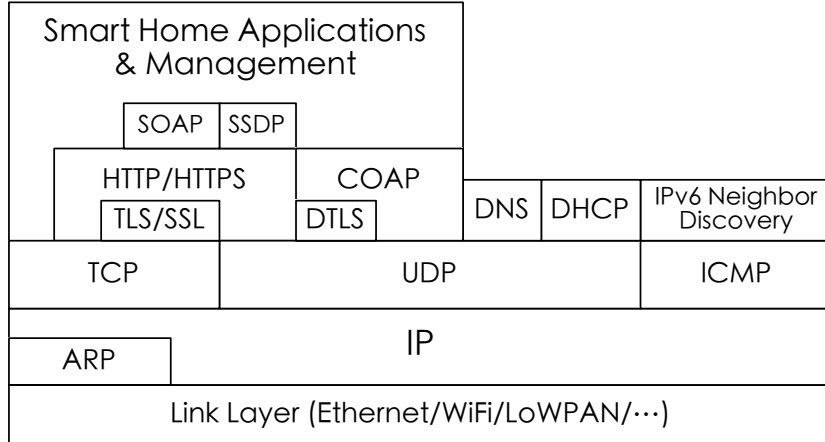 Smart Home Applications
& Management
SOAP SSDP
HTTP/HTTPS COAP
TLS/SSL DTLS DNS DHCP IPv6 Neighbor
Discovery
TCP UDP ICMP
IP
ARP
Link Layer (Ethernet/WiFi/LoWPAN/⋯)